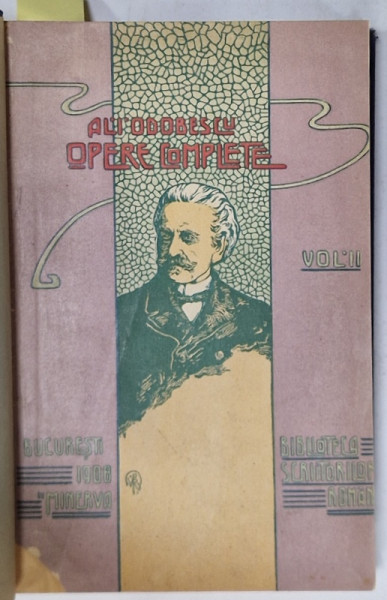 AL. I. ODOBESCU
OPERE COMPLETE
VOL. II
BUCUREȘTI
1908
"MINERVA
BIBLIOTECA
SCRIITORILOR
ROMÂNI